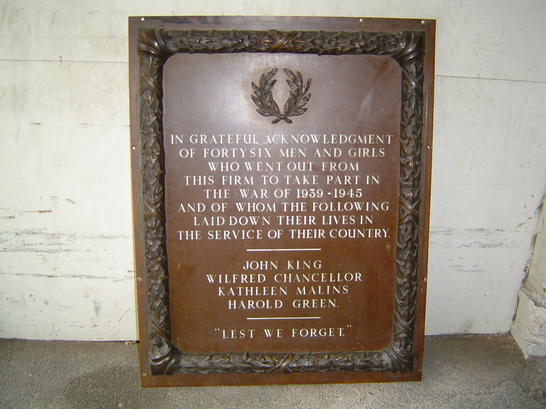 IN GRATEFUL ACKNOWLEDGMENT
OF FORTYSIX MEN AND GIRLS
WHO WENT OUT FROM
THIS FIRM TO TAKE PART IN
THE WAR OF 1939-1945
AND OF WHOM THE FOLLOWING
LAID DOWN THEIR LIVES IN
THE SERVICE OF THEIR COUNTRY.
JOHN KING
WILFRED CHANCELLOR
KATHLEEN MALINS
HAROLD GREEN.
"LEST WE FORGET."